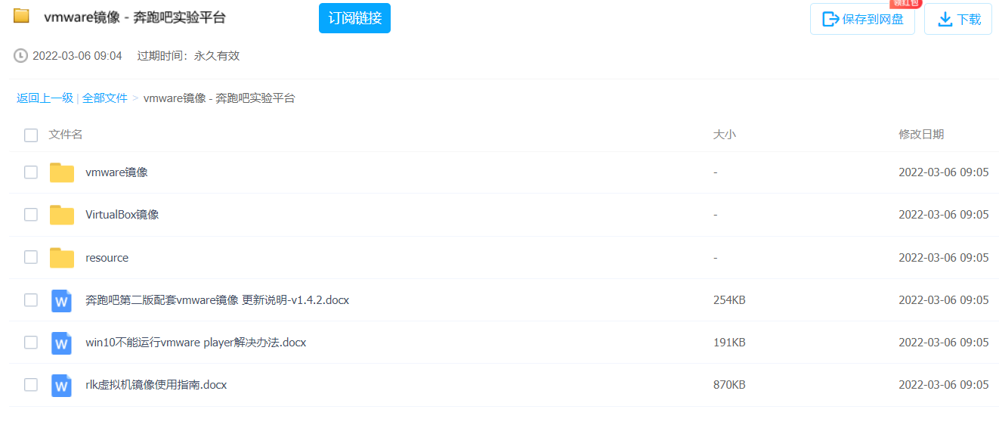 vmware镜像 - 奔跑吧实验平台
订阅链接
领红包
保存到网盘
下载
2022-03-06 09:04 过期时间：永久有效
返回上一级 | 全部文件 > vmware镜像 - 奔跑吧实验平台
文件名 大小 修改日期
vmware镜像 - 2022-03-06 09:05
VirtualBox镜像 - 2022-03-06 09:05
resource - 2022-03-06 09:05
奔跑吧第二版配套vmware镜像 更新说明-v1.4.2.docx 254KB 2022-03-06 09:05
win10不能运行vmware player解决办法.docx 191KB 2022-03-06 09:05
rlk虚拟机镜像使用指南.docx 870KB 2022-03-06 09:05